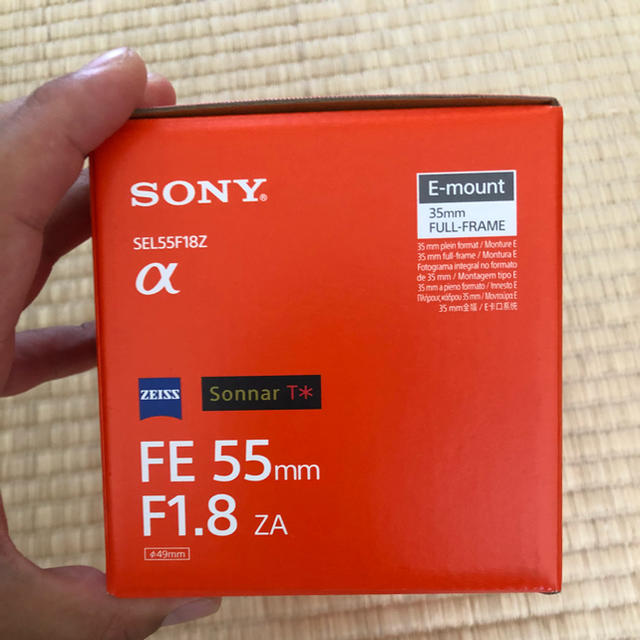 SONY®
SEL55F18Z
α
E-mount
35mm
FULL-FRAME
35 mm plein format / Monture E
35 mm full-frame / Montura E
Fotograma integral no formato
de 35 mm / Montagem tipo E
35 mm a pieno formato / Innesto E
Πλήρους κάδρου 35 mm / Μοντούρα E
35 mm全幅 / E卡口系统
ZEISS
Sonnar T*
FE 55mm
F1.8 ZA
φ49mm